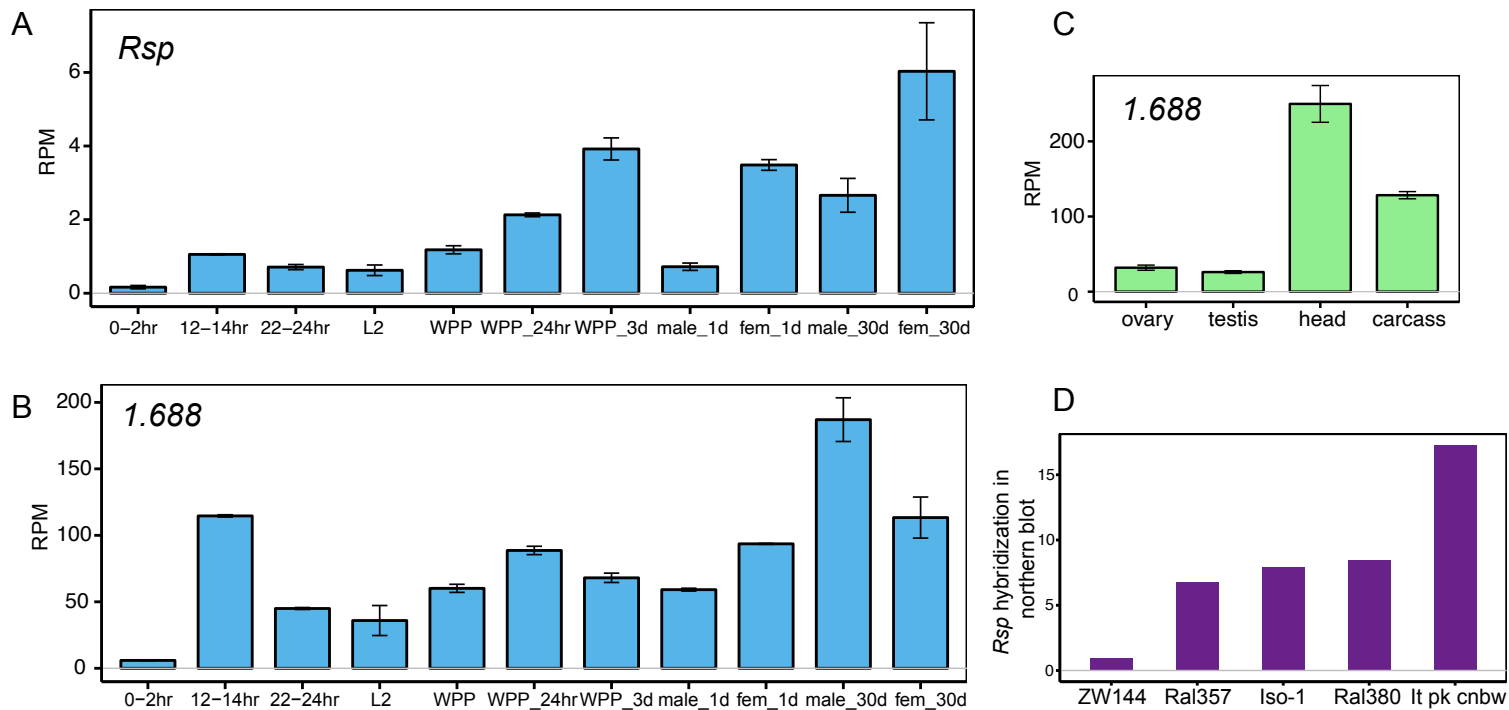 A
Rsp
RPM
6
4
2
0
0−2hr 12−14hr 22−24hr L2 WPP WPP_24hr WPP_3d male_1d fem_1d male_30d fem_30d
B
1.688
RPM
200
150
100
50
0
0−2hr 12−14hr 22−24hr L2 WPP WPP_24hr WPP_3d male_1d fem_1d male_30d fem_30d
C
1.688
RPM
200
100
0
ovary testis head carcass
D
Rsp hybridization in
northern blot
15
10
5
0
ZW144 Ral357 Iso-1 Ral380 lt pk cnbw